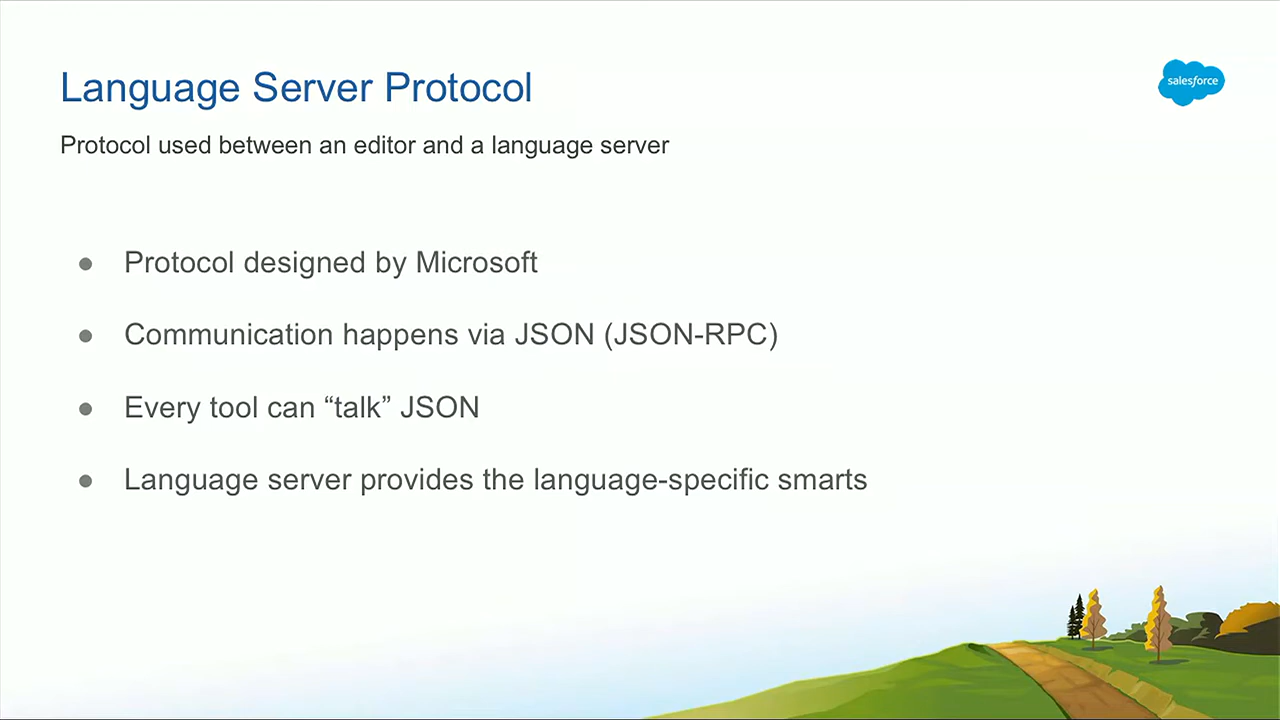 Language Server Protocol
salesforce
Protocol used between an editor and a language server
● Protocol designed by Microsoft
● Communication happens via JSON (JSON-RPC)
● Every tool can “talk” JSON
● Language server provides the language-specific smarts